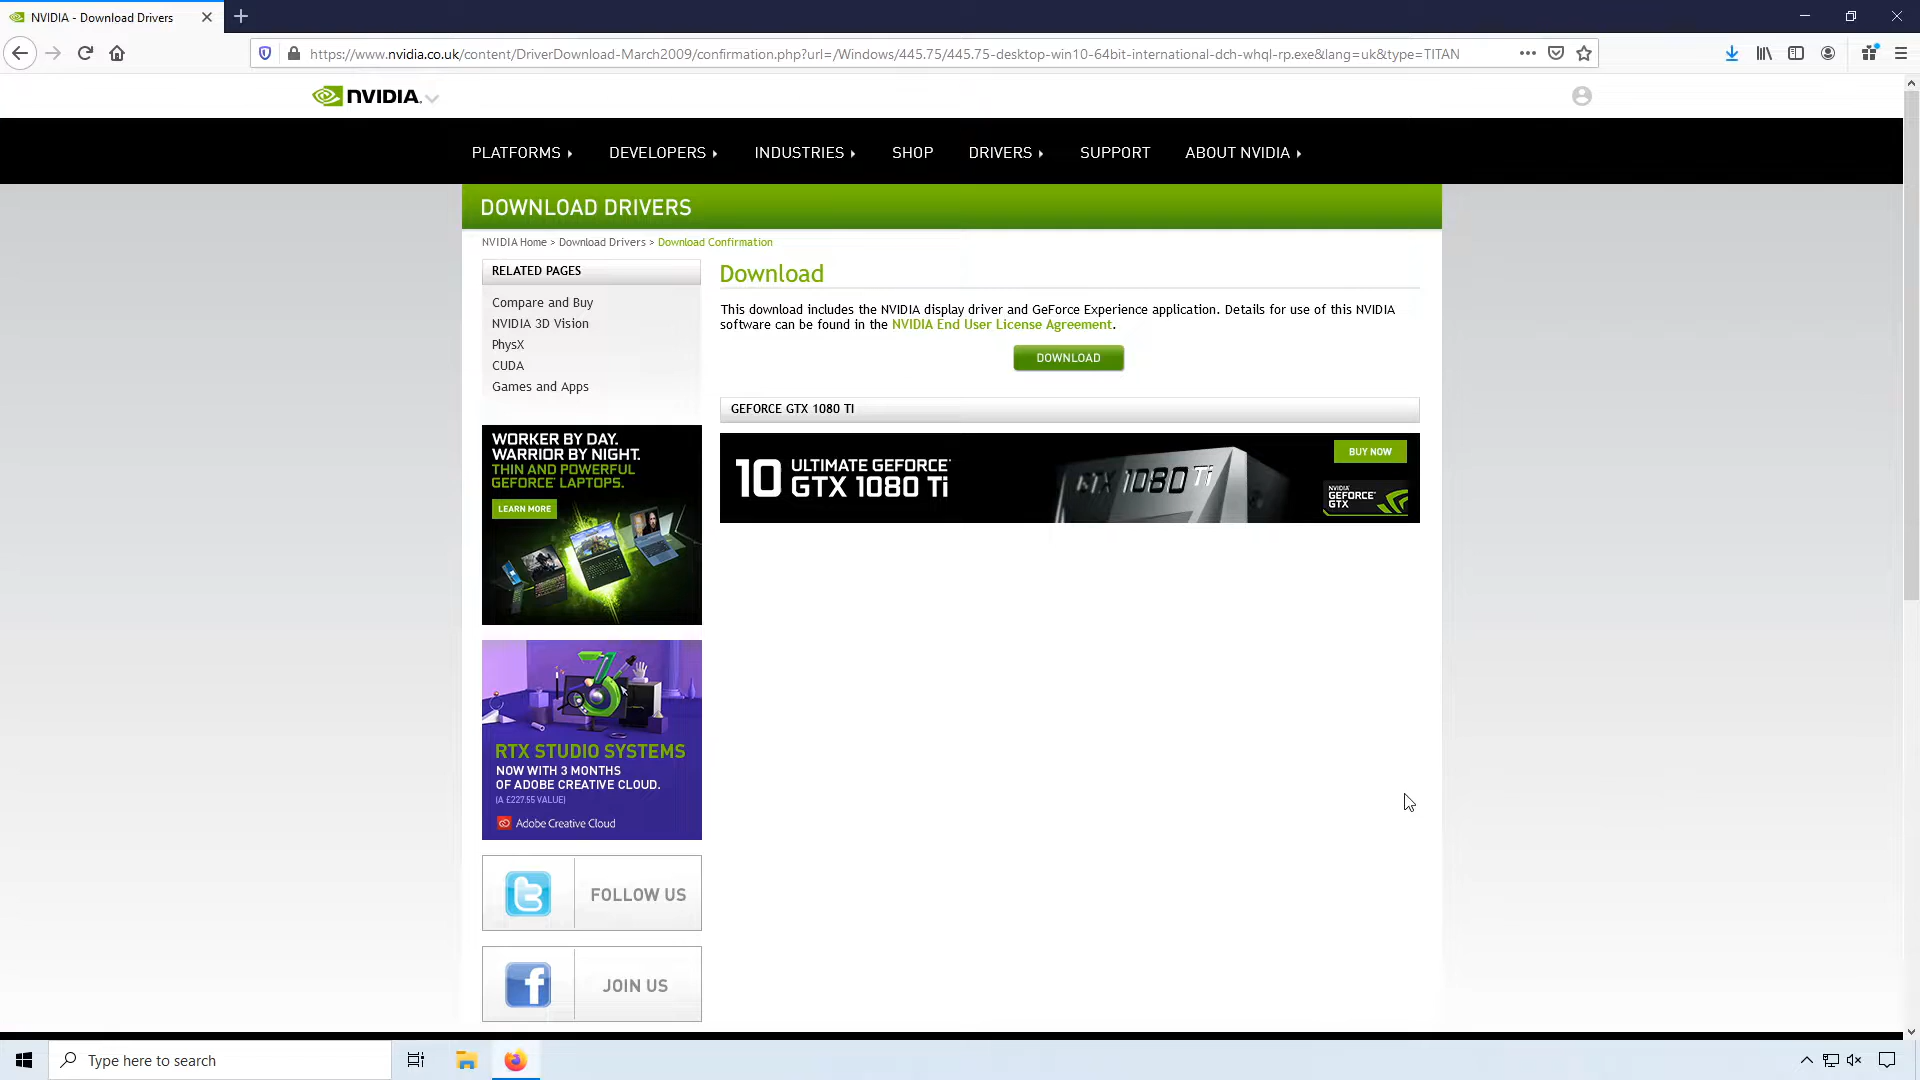 NVIDIA - Download Drivers
https://www.nvidia.co.uk/content/DriverDownload-March2009/confirmation.php?url=/Windows/445.75/445.75-desktop-win10-64bit-international-dch-whql-rp.exe&lang=uk&type=TITAN
NVIDIA.
PLATFORMS DEVELOPERS INDUSTRIES SHOP DRIVERS SUPPORT ABOUT NVIDIA
DOWNLOAD DRIVERS
NVIDIA Home > Download Drivers > Download Confirmation
RELATED PAGES
Compare and Buy
NVIDIA 3D Vision
PhysX
CUDA
Games and Apps
Download
This download includes the NVIDIA display driver and GeForce Experience application. Details for use of this NVIDIA
software can be found in the NVIDIA End User License Agreement.
DOWNLOAD
GEFORCE GTX 1080 TI
10 ULTIMATE GEFORCE
GTX 1080 Ti
GTX 1080 Ti
BUY NOW
NVIDIA
GEFORCE
GTX
WORKER BY DAY.
WARRIOR BY NIGHT.
THIN AND POWERFUL
GEFORCE LAPTOPS.
LEARN MORE
RTX STUDIO SYSTEMS
NOW WITH 3 MONTHS
OF ADOBE CREATIVE CLOUD.
(A £227.55 VALUE)
Adobe Creative Cloud
FOLLOW US
JOIN US
Type here to search